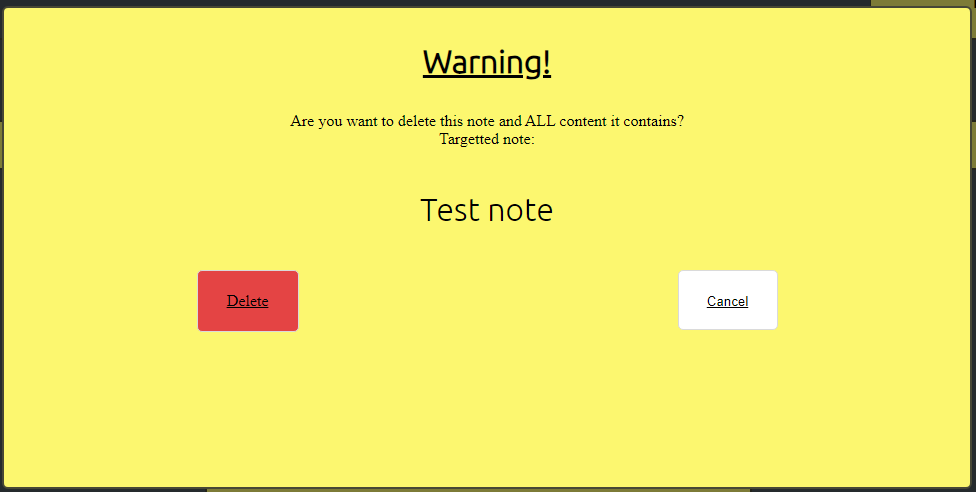 Warning!
Are you want to delete this note and ALL content it contains?
Targetted note:
Test note
Delete
Cancel